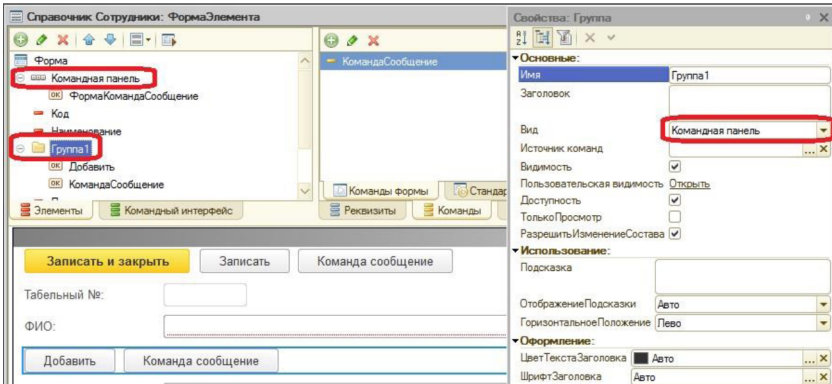 Справочник Сотрудники: ФормаЭлемента
Форма
Командная панель
ФормаКомандаСообщение
Код
Наименование
Группа1
Добавить
КомандаСообщение
Элементы
Командный интерфейс
КомандаСообщение
Команды формы
Стандар
Реквизиты
Команды
Записать и закрыть
Записать
Команда сообщение
Табельный №:
ФИО:
Добавить
Команда сообщение
Свойства: Группа
Основные:
Имя Группа1
Заголовок
Вид Командная панель
Источник команд
Видимость
Пользовательская видимость Открыть
Доступность
ТолькоПросмотр
РазрешитьИзменениеСостава
Использование:
Подсказка
ОтображениеПодсказки Авто
ГоризонтальноеПоложение Лево
Оформление:
ЦветТекстаЗаголовка Авто
ШрифтЗаголовка Авто